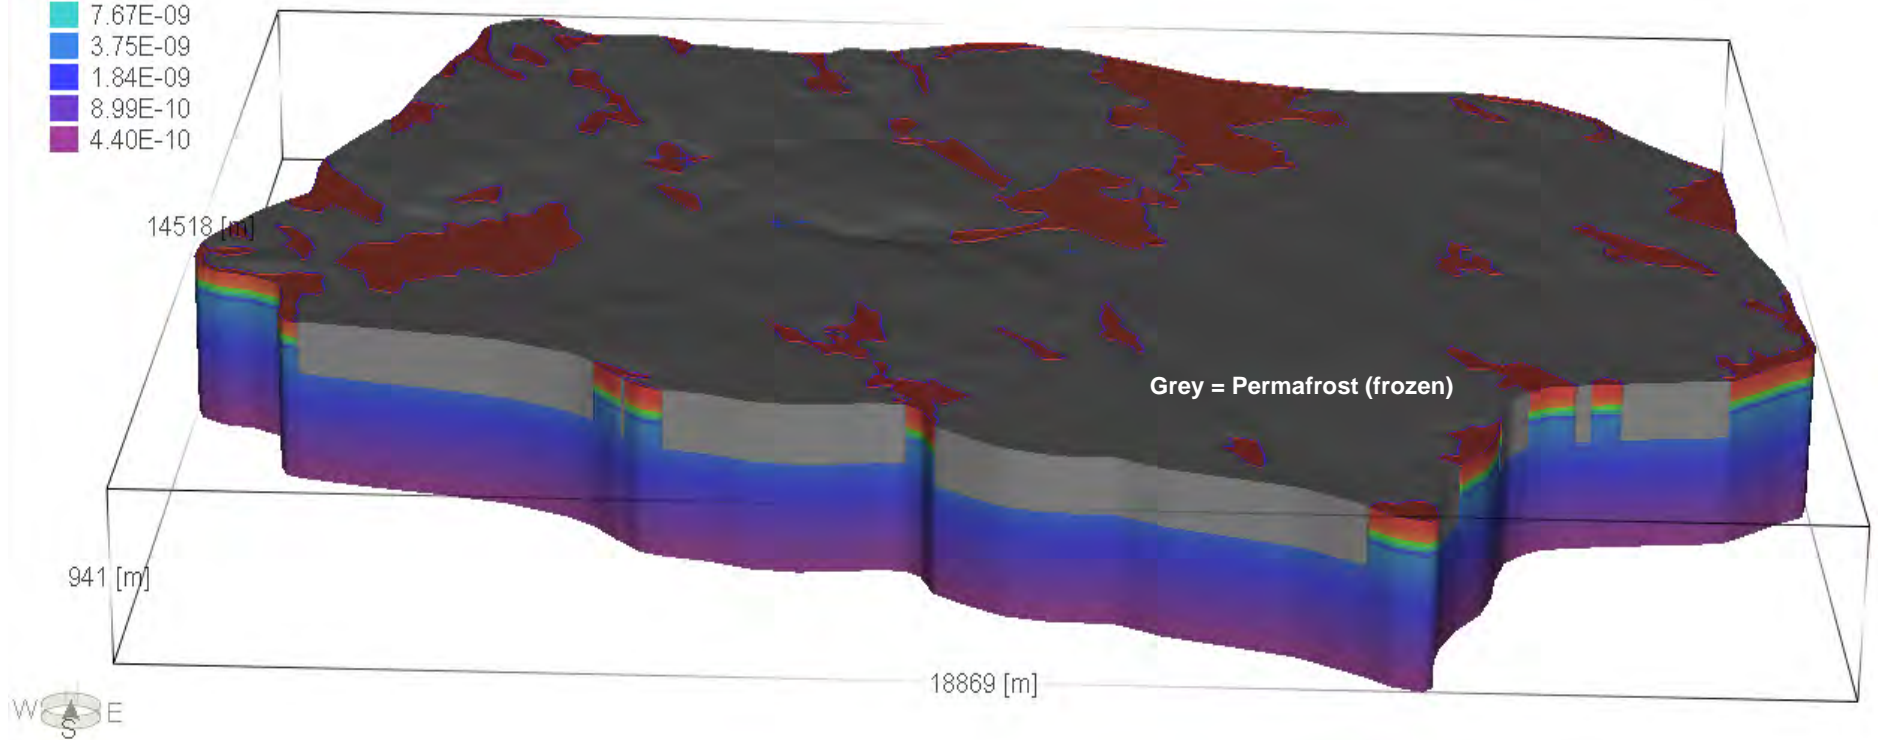 7.67E-09
3.75E-09
1.84E-09
8.99E-10
4.40E-10
14518 [m]
Grey = Permafrost (frozen)
941 [m]
18869 [m]
W E
S